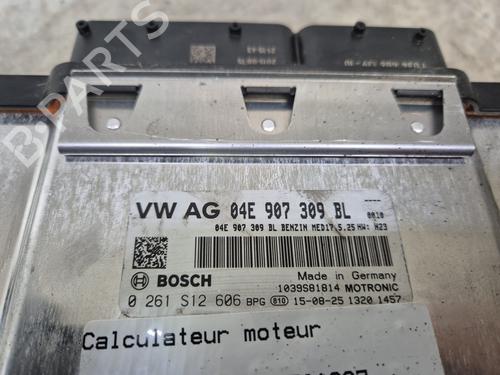 B-PARTS
VW AG 04E 907 309 BL
0010
04E 907 309 BL BENZIN MED17.5.25 HW: H23
BOSCH
Made in Germany
1039S81814 MOTRONIC
0 261 S12 606 BPG 810 15-08-25 1320 1457
Calculateur moteur